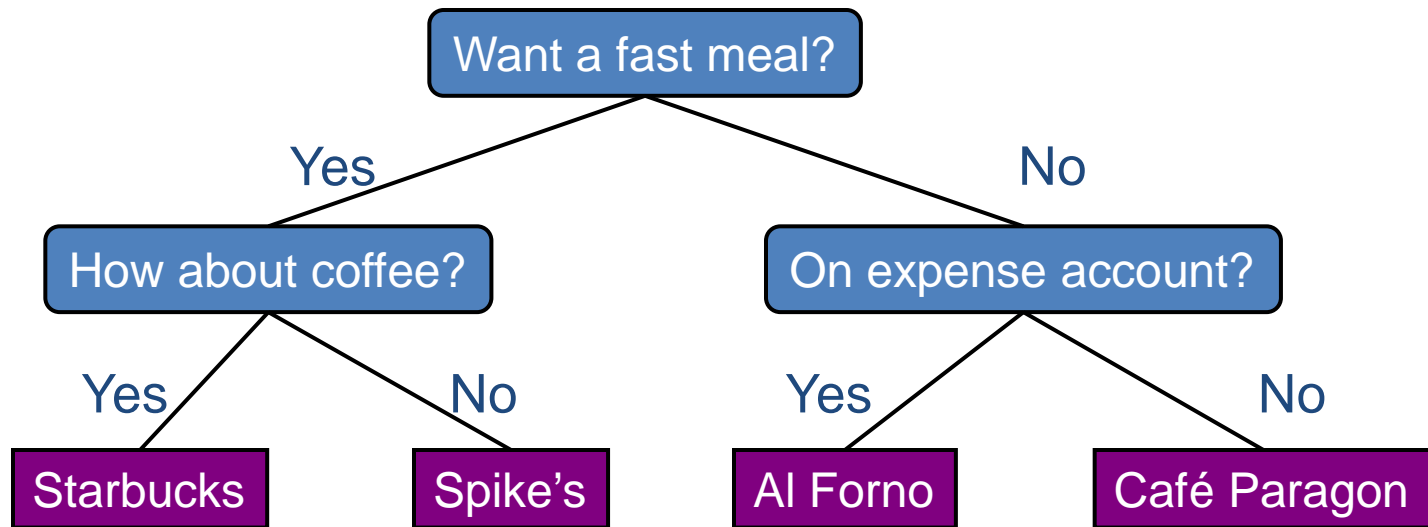 Want a fast meal?
Yes
No
How about coffee?
On expense account?
Yes
No
Yes
No
Starbucks
Spike’s
Al Forno
Café Paragon